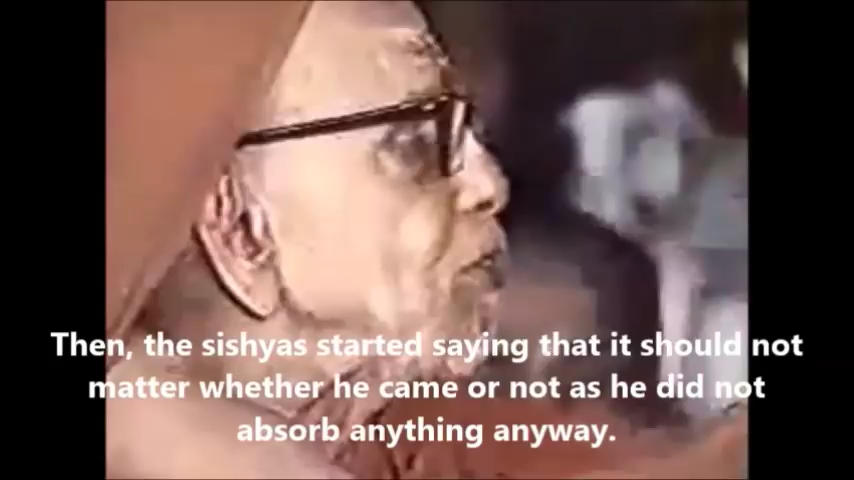 Then, the sishyas started saying that it should not
matter whether he came or not as he did not
absorb anything anyway.